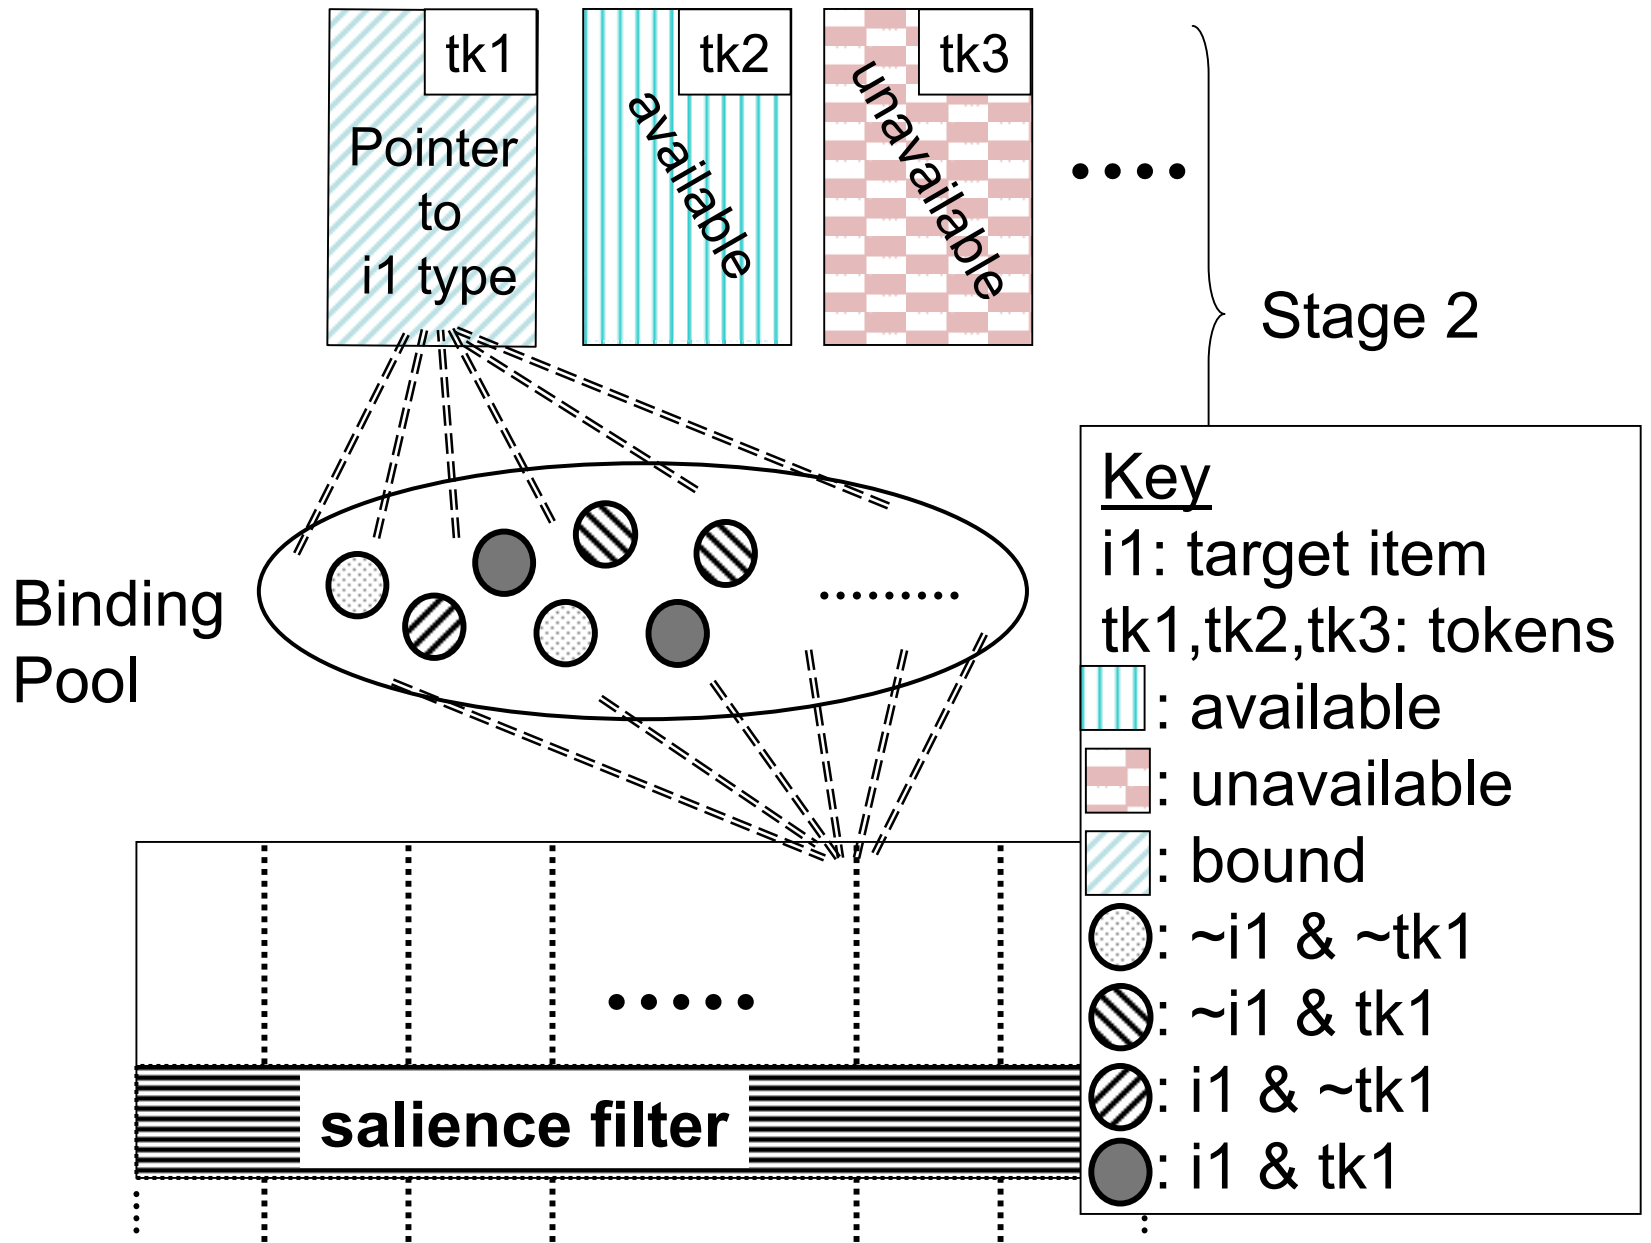 tk1
Pointer
to
i1 type
tk2
available
tk3
unavailable
Stage 2
Binding
Pool
Key
i1: target item
tk1,tk2,tk3: tokens
: available
: unavailable
: bound
: ~i1 & ~tk1
: ~i1 & tk1
: i1 & ~tk1
: i1 & tk1
salience filter